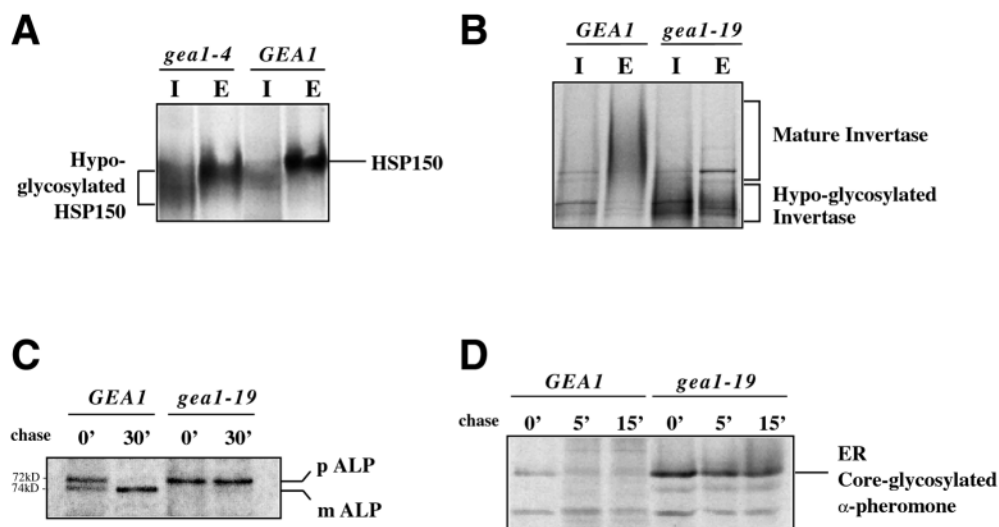 A
gea1-4 GEA1
I E I E
Hypo-
glycosylated
HSP150
HSP150
B
GEA1 gea1-19
I E I E
Mature Invertase
Hypo-glycosylated
Invertase
C
GEA1 gea1-19
chase 0’ 30’ 0’ 30’
72kD
74kD
p ALP
m ALP
D
GEA1 gea1-19
chase 0’ 5’ 15’ 0’ 5’ 15’
ER
Core-glycosylated
α-pheromone